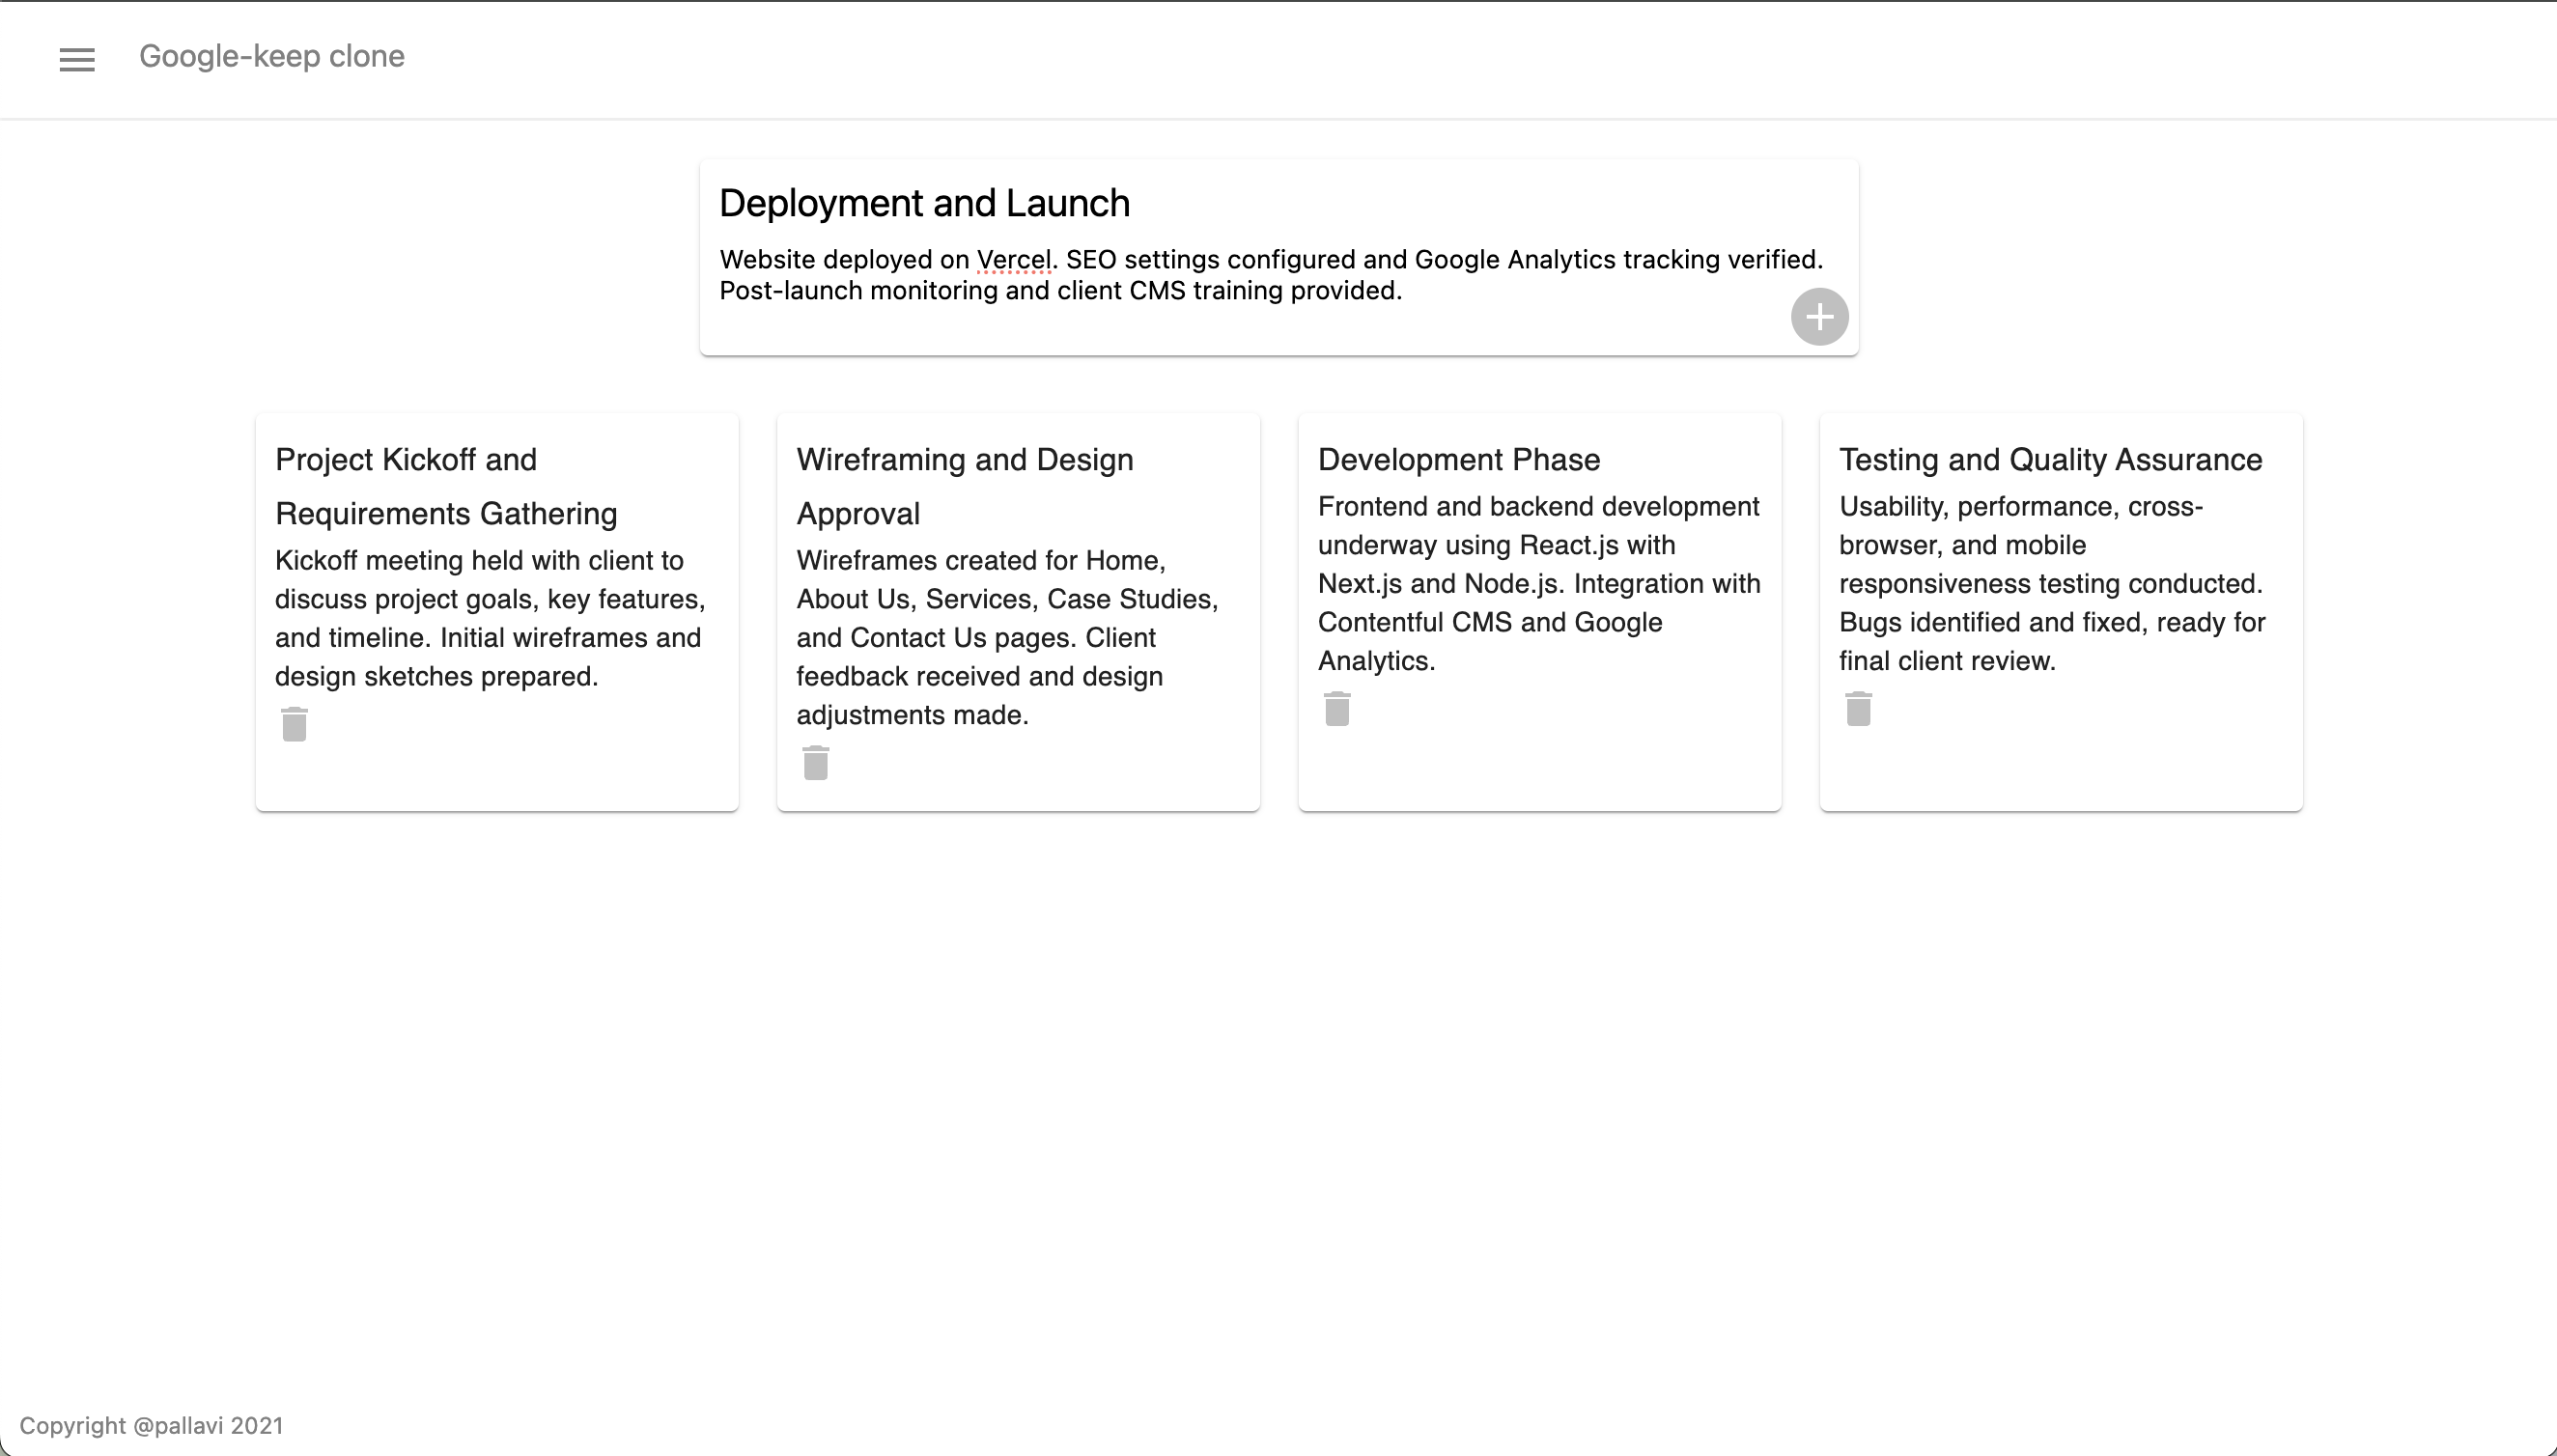 Google-keep clone
Deployment and Launch
Website deployed on Vercel. SEO settings configured and Google Analytics tracking verified.
Post-launch monitoring and client CMS training provided.
Project Kickoff and
Requirements Gathering
Kickoff meeting held with client to
discuss project goals, key features,
and timeline. Initial wireframes and
design sketches prepared.
Wireframing and Design
Approval
Wireframes created for Home,
About Us, Services, Case Studies,
and Contact Us pages. Client
feedback received and design
adjustments made.
Development Phase
Frontend and backend development
underway using React.js with
Next.js and Node.js. Integration with
Contentful CMS and Google
Analytics.
Testing and Quality Assurance
Usability, performance, cross-
browser, and mobile
responsiveness testing conducted.
Bugs identified and fixed, ready for
final client review.
Copyright @pallavi 2021